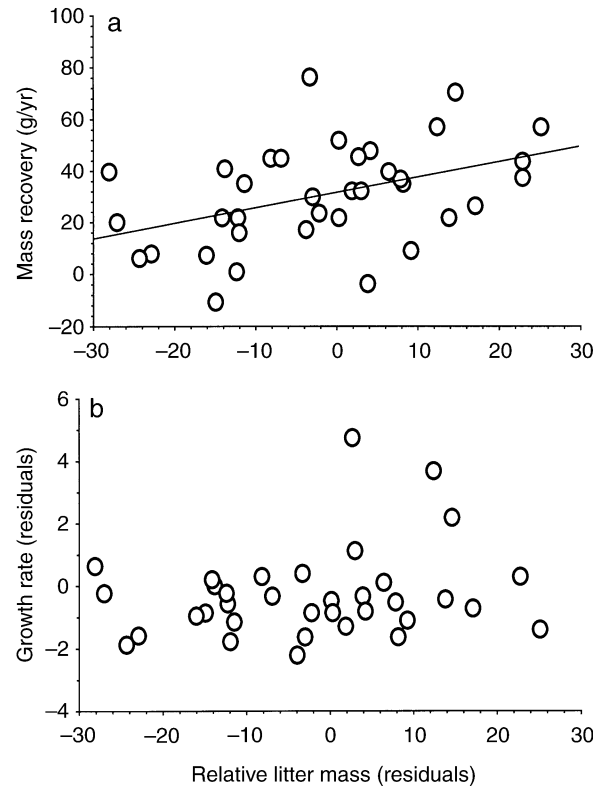 a
100
80
60
40
20
0
–20
Mass recovery (g/yr)
–30 –20 –10 0 10 20 30
b
6
4
2
0
–2
–4
Growth rate (residuals)
–30 –20 –10 0 10 20 30
Relative litter mass (residuals)